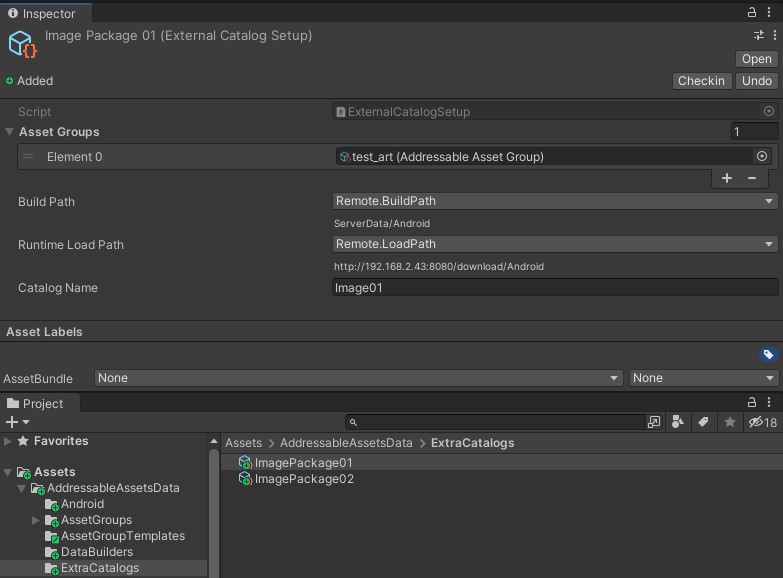 Inspector
Image Package 01 (External Catalog Setup)
Open
Added
Checkin
Undo
Script
ExternalCatalogSetup
Asset Groups
1
Element 0
test_art (Addressable Asset Group)
Build Path
Remote.BuildPath
ServerData/Android
Runtime Load Path
Remote.LoadPath
http://192.168.2.43:8080/download/Android
Catalog Name
Image01
Asset Labels
AssetBundle
None
None
Project
18
Favorites
Assets > AddressableAssetsData > ExtraCatalogs
ImagePackage01
ImagePackage02
Assets
AddressableAssetsData
Android
AssetGroups
AssetGroupTemplates
DataBuilders
ExtraCatalogs